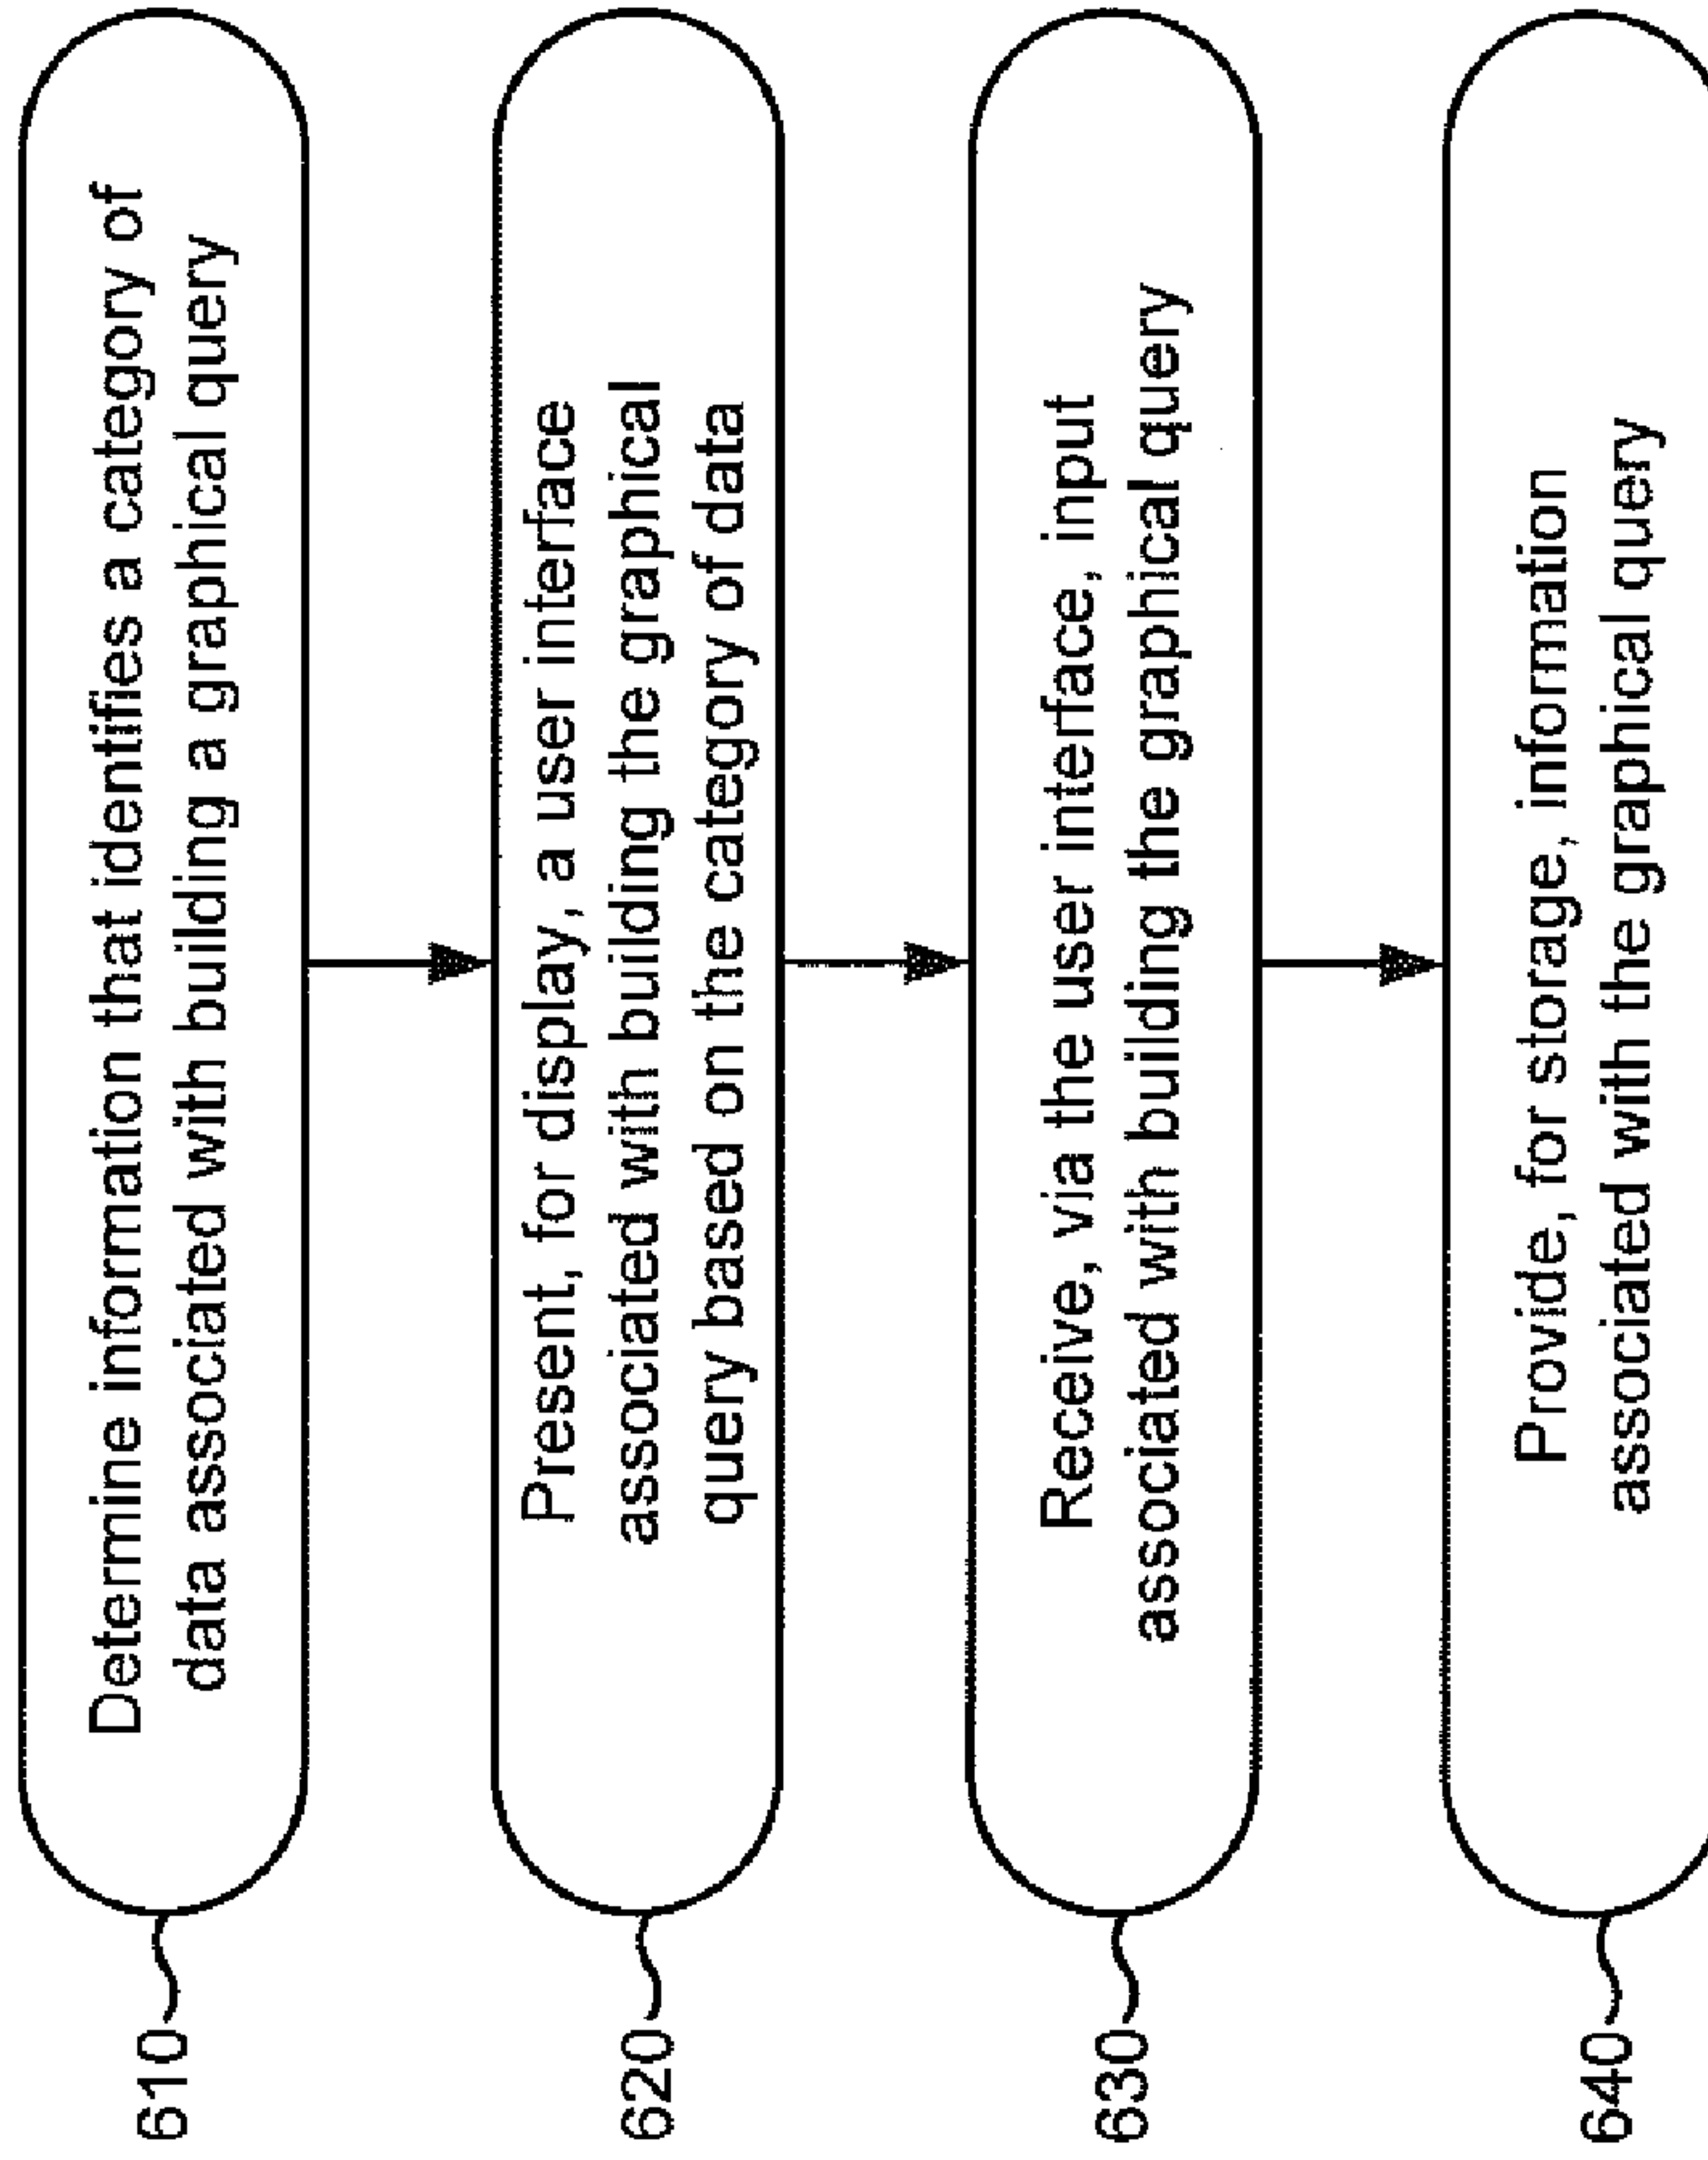 610
Determine information that identifies a category of
data associated with building a graphical query
620
Present, for display, a user interface
associated with building the graphical
query based on the category of data
630
Receive, via the user interface, input
associated with building the graphical query
640
Provide, for storage, information
associated with the graphical query